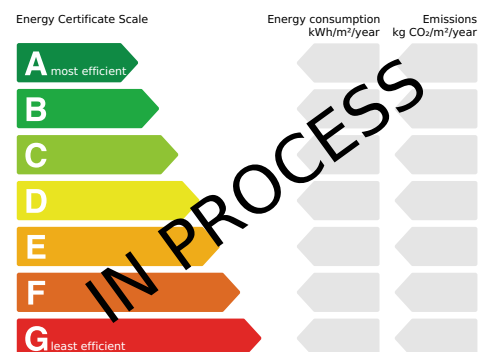 Energy Certificate Scale
Energy consumption
kWh/m²/year
Emissions
kg CO₂/m²/year
A most efficient
B
C
D
E
F
G least efficient
IN PROCESS